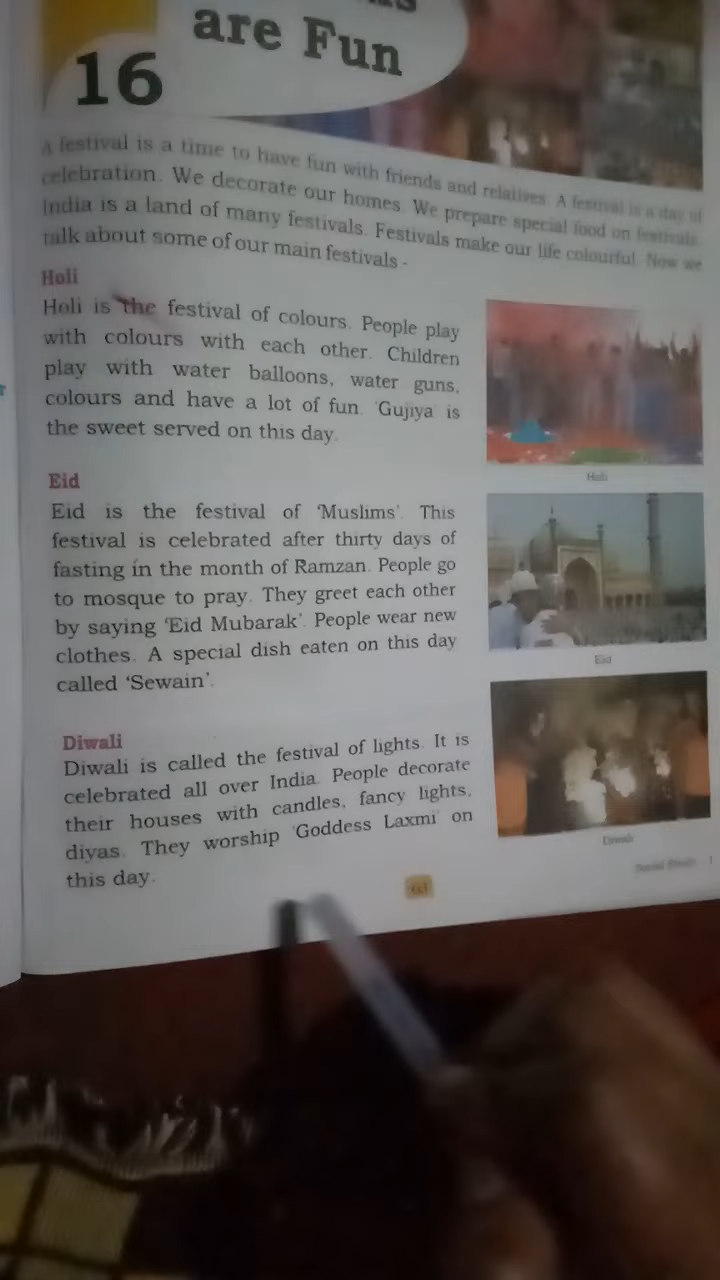 are Fun
16
A festival is a time to have fun with friends and relatives. A festival is a day of
celebration. We decorate our homes. We prepare special food on festivals.
India is a land of many festivals. Festivals make our life colourful. Now we
talk about some of our main festivals -
Holi
Holi is the festival of colours. People play
with colours with each other. Children
play with water balloons, water guns,
colours and have a lot of fun. 'Gujiya' is
the sweet served on this day.
Holi
Eid
Eid is the festival of 'Muslims'. This
festival is celebrated after thirty days of
fasting in the month of Ramzan. People go
to mosque to pray. They greet each other
by saying 'Eid Mubarak'. People wear new
clothes. A special dish eaten on this day
called 'Sewain'.
Eid
Diwali
Diwali is called the festival of lights. It is
celebrated all over India. People decorate
their houses with candles, fancy lights,
diyas. They worship 'Goddess Laxmi' on
this day.
Diwali
63